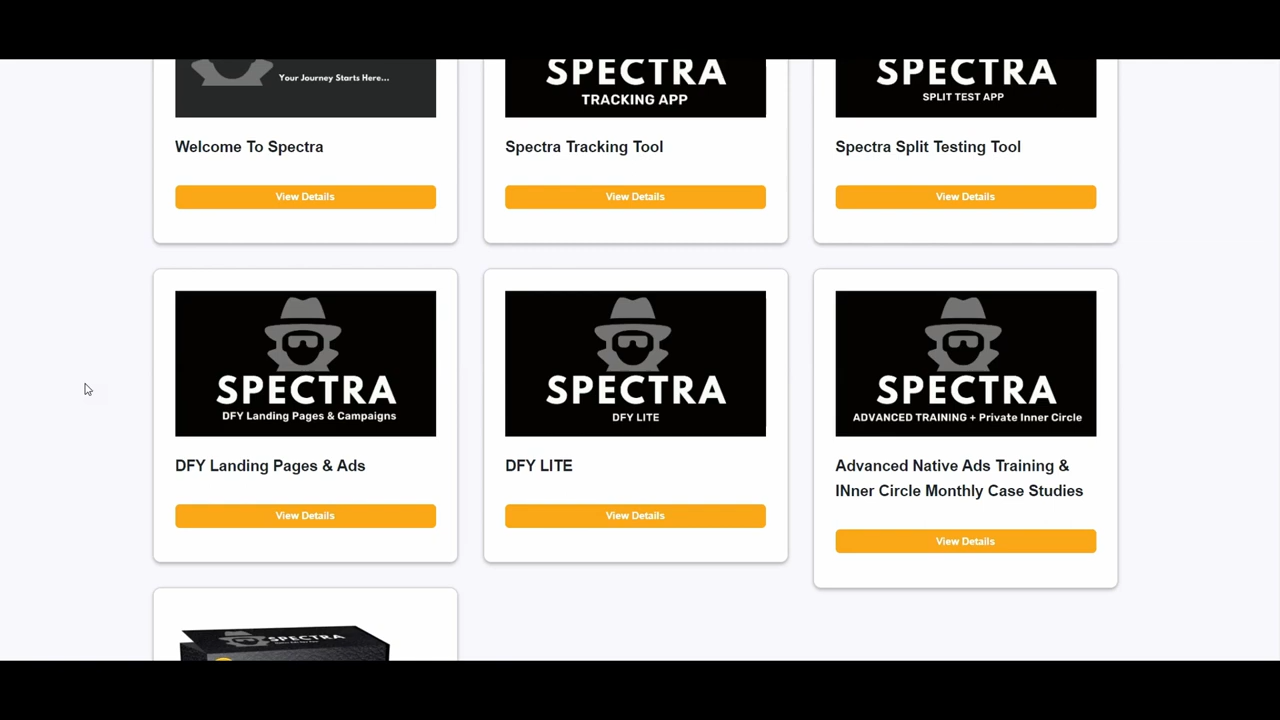 Your Journey Starts Here...
SPECTRA
TRACKING APP
SPECTRA
SPLIT TEST APP
Welcome To Spectra
Spectra Tracking Tool
Spectra Split Testing Tool
View Details
View Details
View Details
SPECTRA
DFY Landing Pages & Campaigns
SPECTRA
DFY LITE
SPECTRA
ADVANCED TRAINING + Private Inner Circle
DFY Landing Pages & Ads
DFY LITE
Advanced Native Ads Training &
INner Circle Monthly Case Studies
View Details
View Details
View Details
SPECTRA